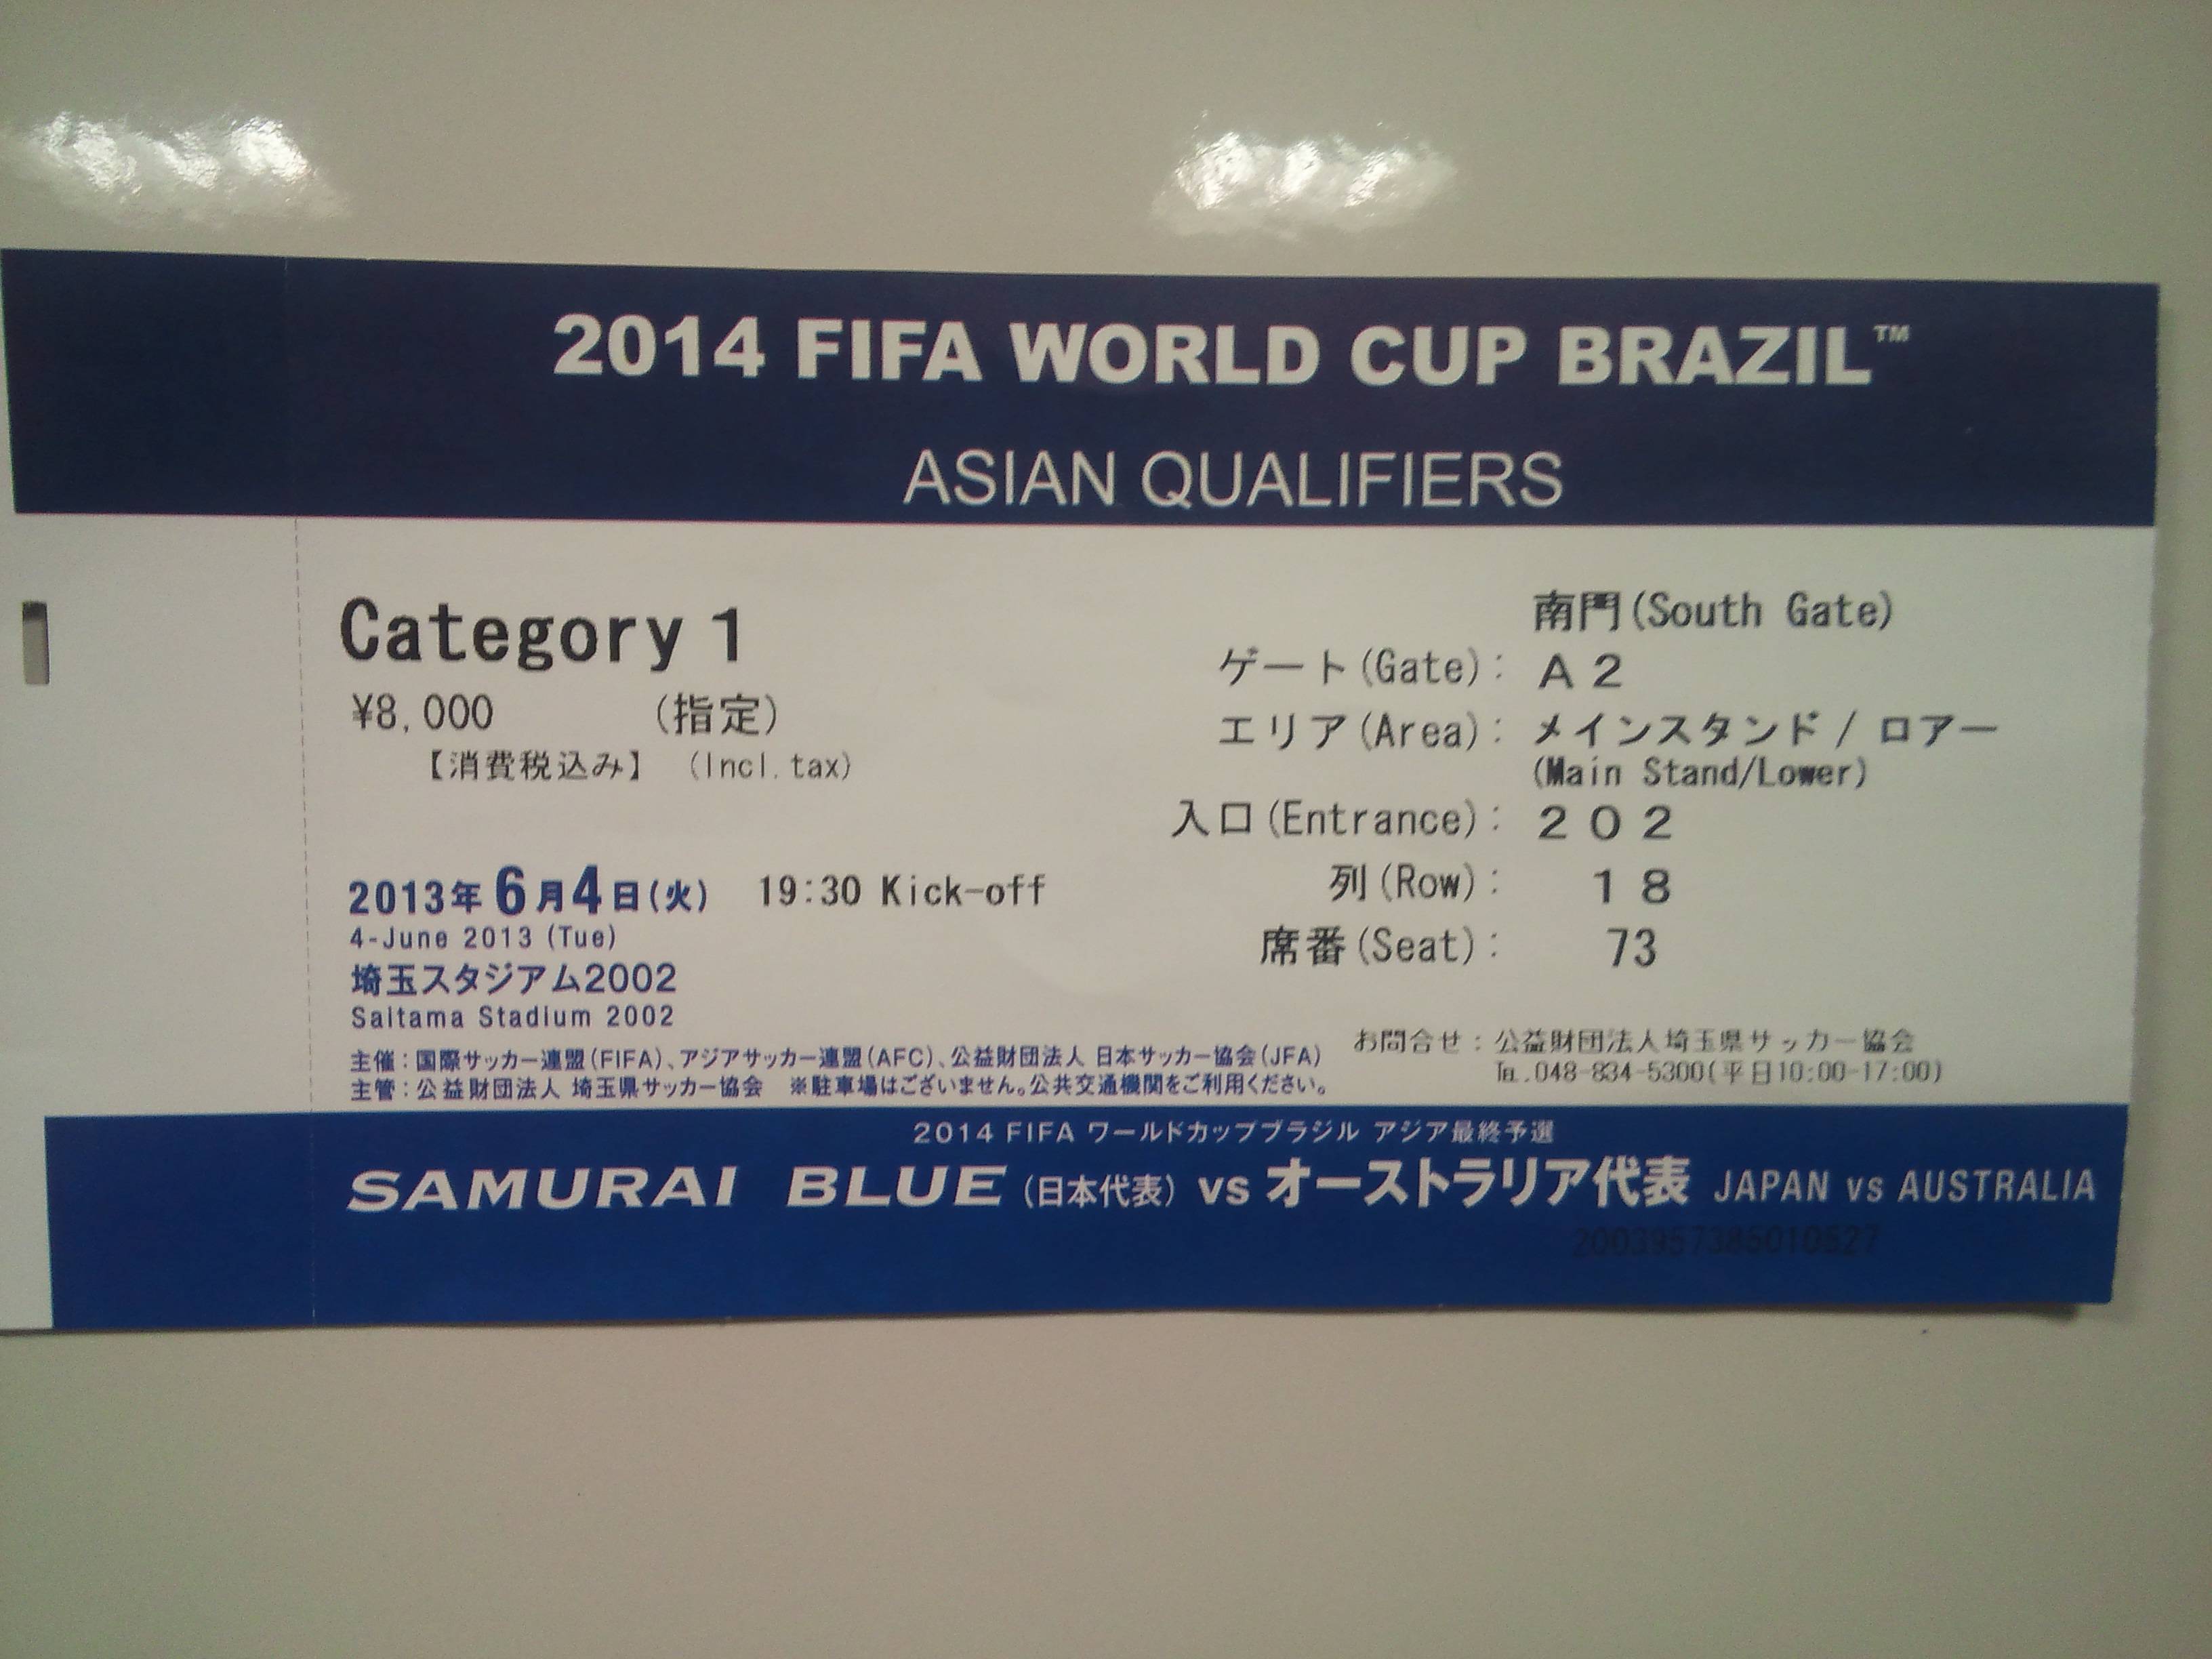 2014 FIFA WORLD CUP BRAZIL™
ASIAN QUALIFIERS
Category 1
¥8,000 (指定)
【消費税込み】 (Incl.tax)
2013年6月4日(火) 19:30 Kick-off
4-June 2013 (Tue)
埼玉スタジアム2002
Saitama Stadium 2002
主催:国際サッカー連盟(FIFA)、アジアサッカー連盟(AFC)、公益財団法人 日本サッカー協会(JFA)
主管:公益財団法人 埼玉県サッカー協会 ※駐車場はございません。公共交通機関をご利用ください。
南門(South Gate)
ゲート(Gate): A2
エリア(Area): メインスタンド/ロアー
(Main Stand/Lower)
入口(Entrance): 202
列(Row): 18
席番(Seat): 73
お問合せ:公益財団法人埼玉県サッカー協会
℡.048-834-5300(平日10:00-17:00)
2014 FIFA ワールドカップブラジル アジア最終予選
SAMURAI BLUE (日本代表) vs オーストラリア代表 JAPAN vs AUSTRALIA
2003957385010527